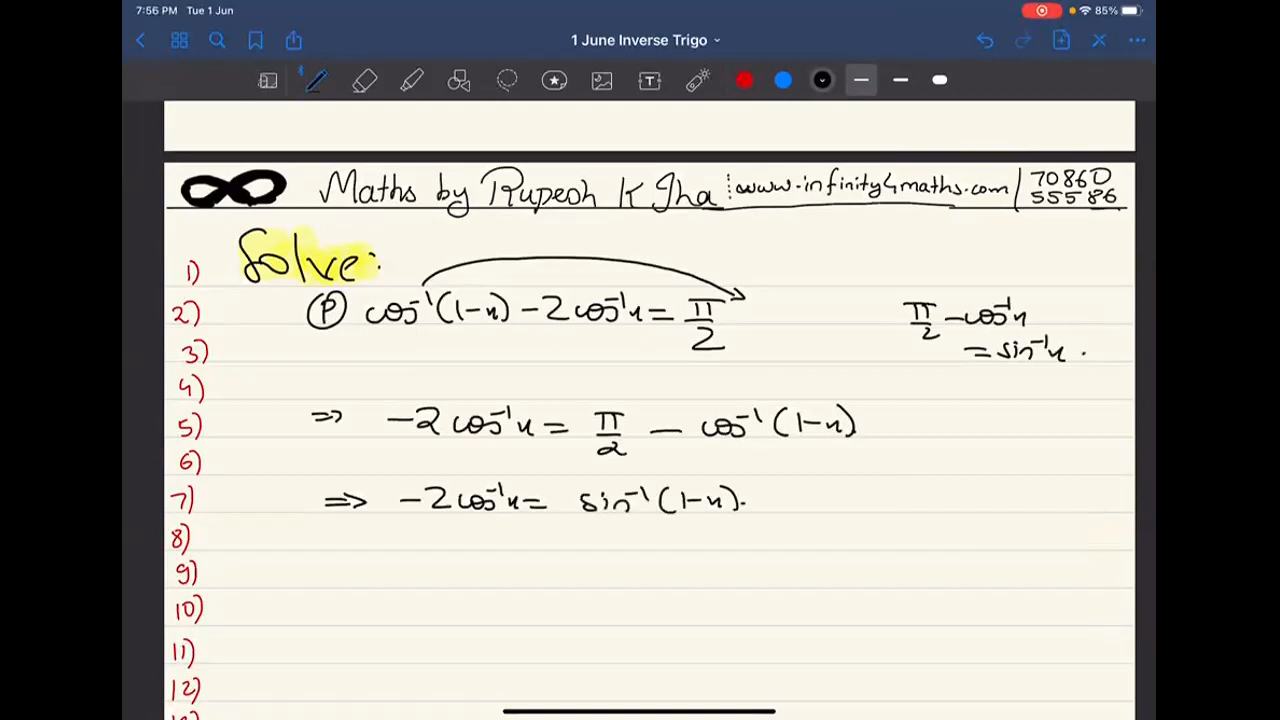 7:56 PM Tue 1 Jun
85%
1 June Inverse Trigo
∞ Maths by Rupesh K Jha www.infinity4maths.com / 70860 55586
1) Solve:
2) (P) cos⁻¹(1-x) - 2cos⁻¹x = π/2
π/2 - cos⁻¹x
3) = sin⁻¹x.
4)
5) ⇒ -2cos⁻¹x = π/2 - cos⁻¹(1-x)
6)
7) ⇒ -2cos⁻¹x = sin⁻¹(1-x).
8)
9)
10)
11)
12)